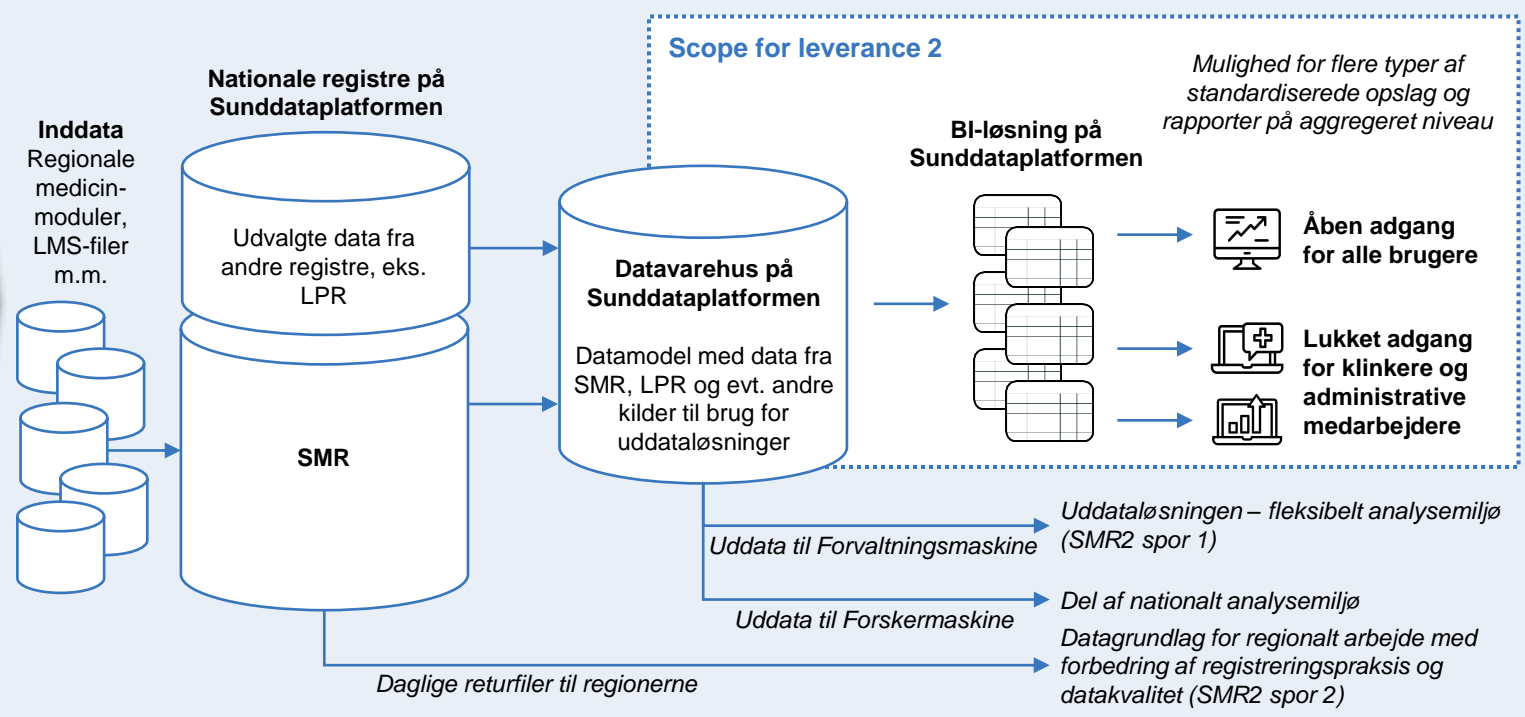 Scope for leverance 2
Mulighed for flere typer af
standardiserede opslag og
rapporter på aggregeret niveau
Nationale registre på
Sunddataplatformen
Inddata
Regionale
medicin-
moduler,
LMS-filer
m.m.
Udvalgte data fra
andre registre, eks.
LPR
SMR
Datavarehus på
Sunddataplatformen
Datamodel med data fra
SMR, LPR og evt. andre
kilder til brug for
uddataløsninger
BI-løsning på
Sunddataplatformen
Åben adgang
for alle brugere
Lukket adgang
for klinkere og
administrative
medarbejdere
Uddata til Forvaltningsmaskine
Uddataløsningen – fleksibelt analysemiljø
(SMR2 spor 1)
Uddata til Forskermaskine
Del af nationalt analysemiljø
Daglige returfiler til regionerne
Datagrundlag for regionalt arbejde med
forbedring af registreringspraksis og
datakvalitet (SMR2 spor 2)